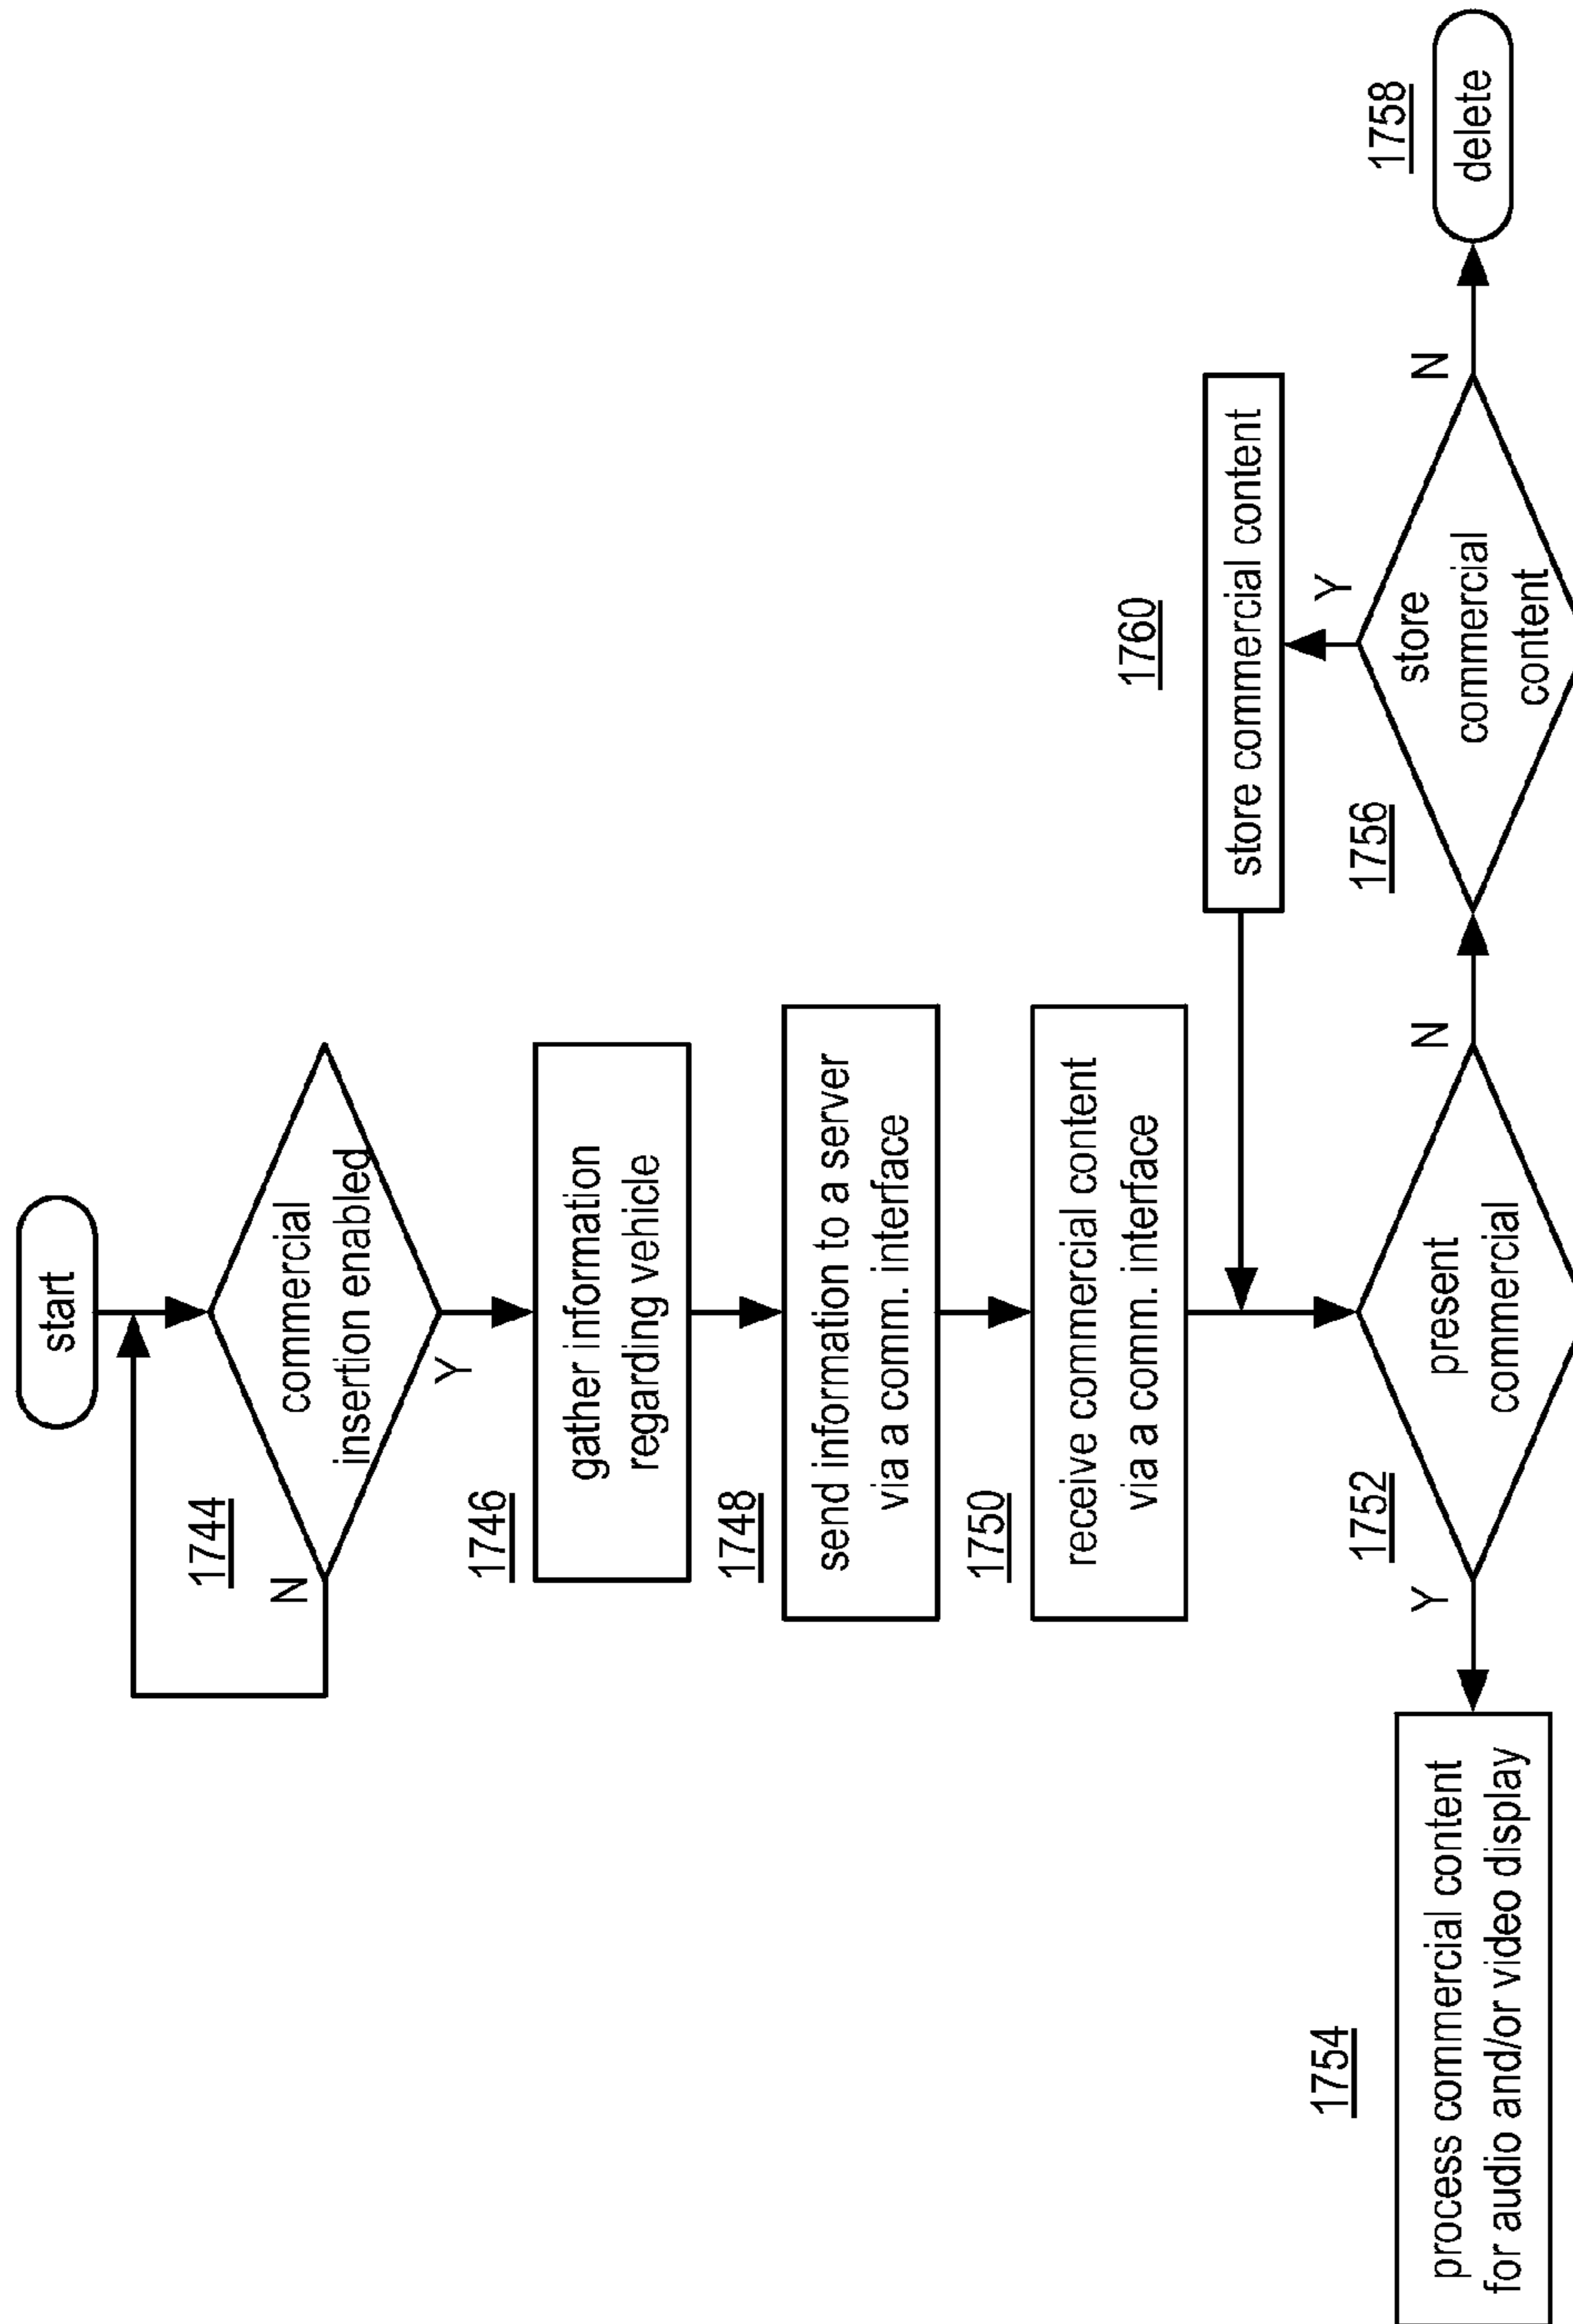 start
1744
commercial
insertion enabled
N
Y
1746
gather information
regarding vehicle
1748
send information to a server
via a comm. interface
1750
receive commercial content
via a comm. interface
1752
present
commercial
Y
N
1754
process commercial content
for audio and/or video display
1756
store
commercial
content
Y
N
1760
store commercial content
1758
delete